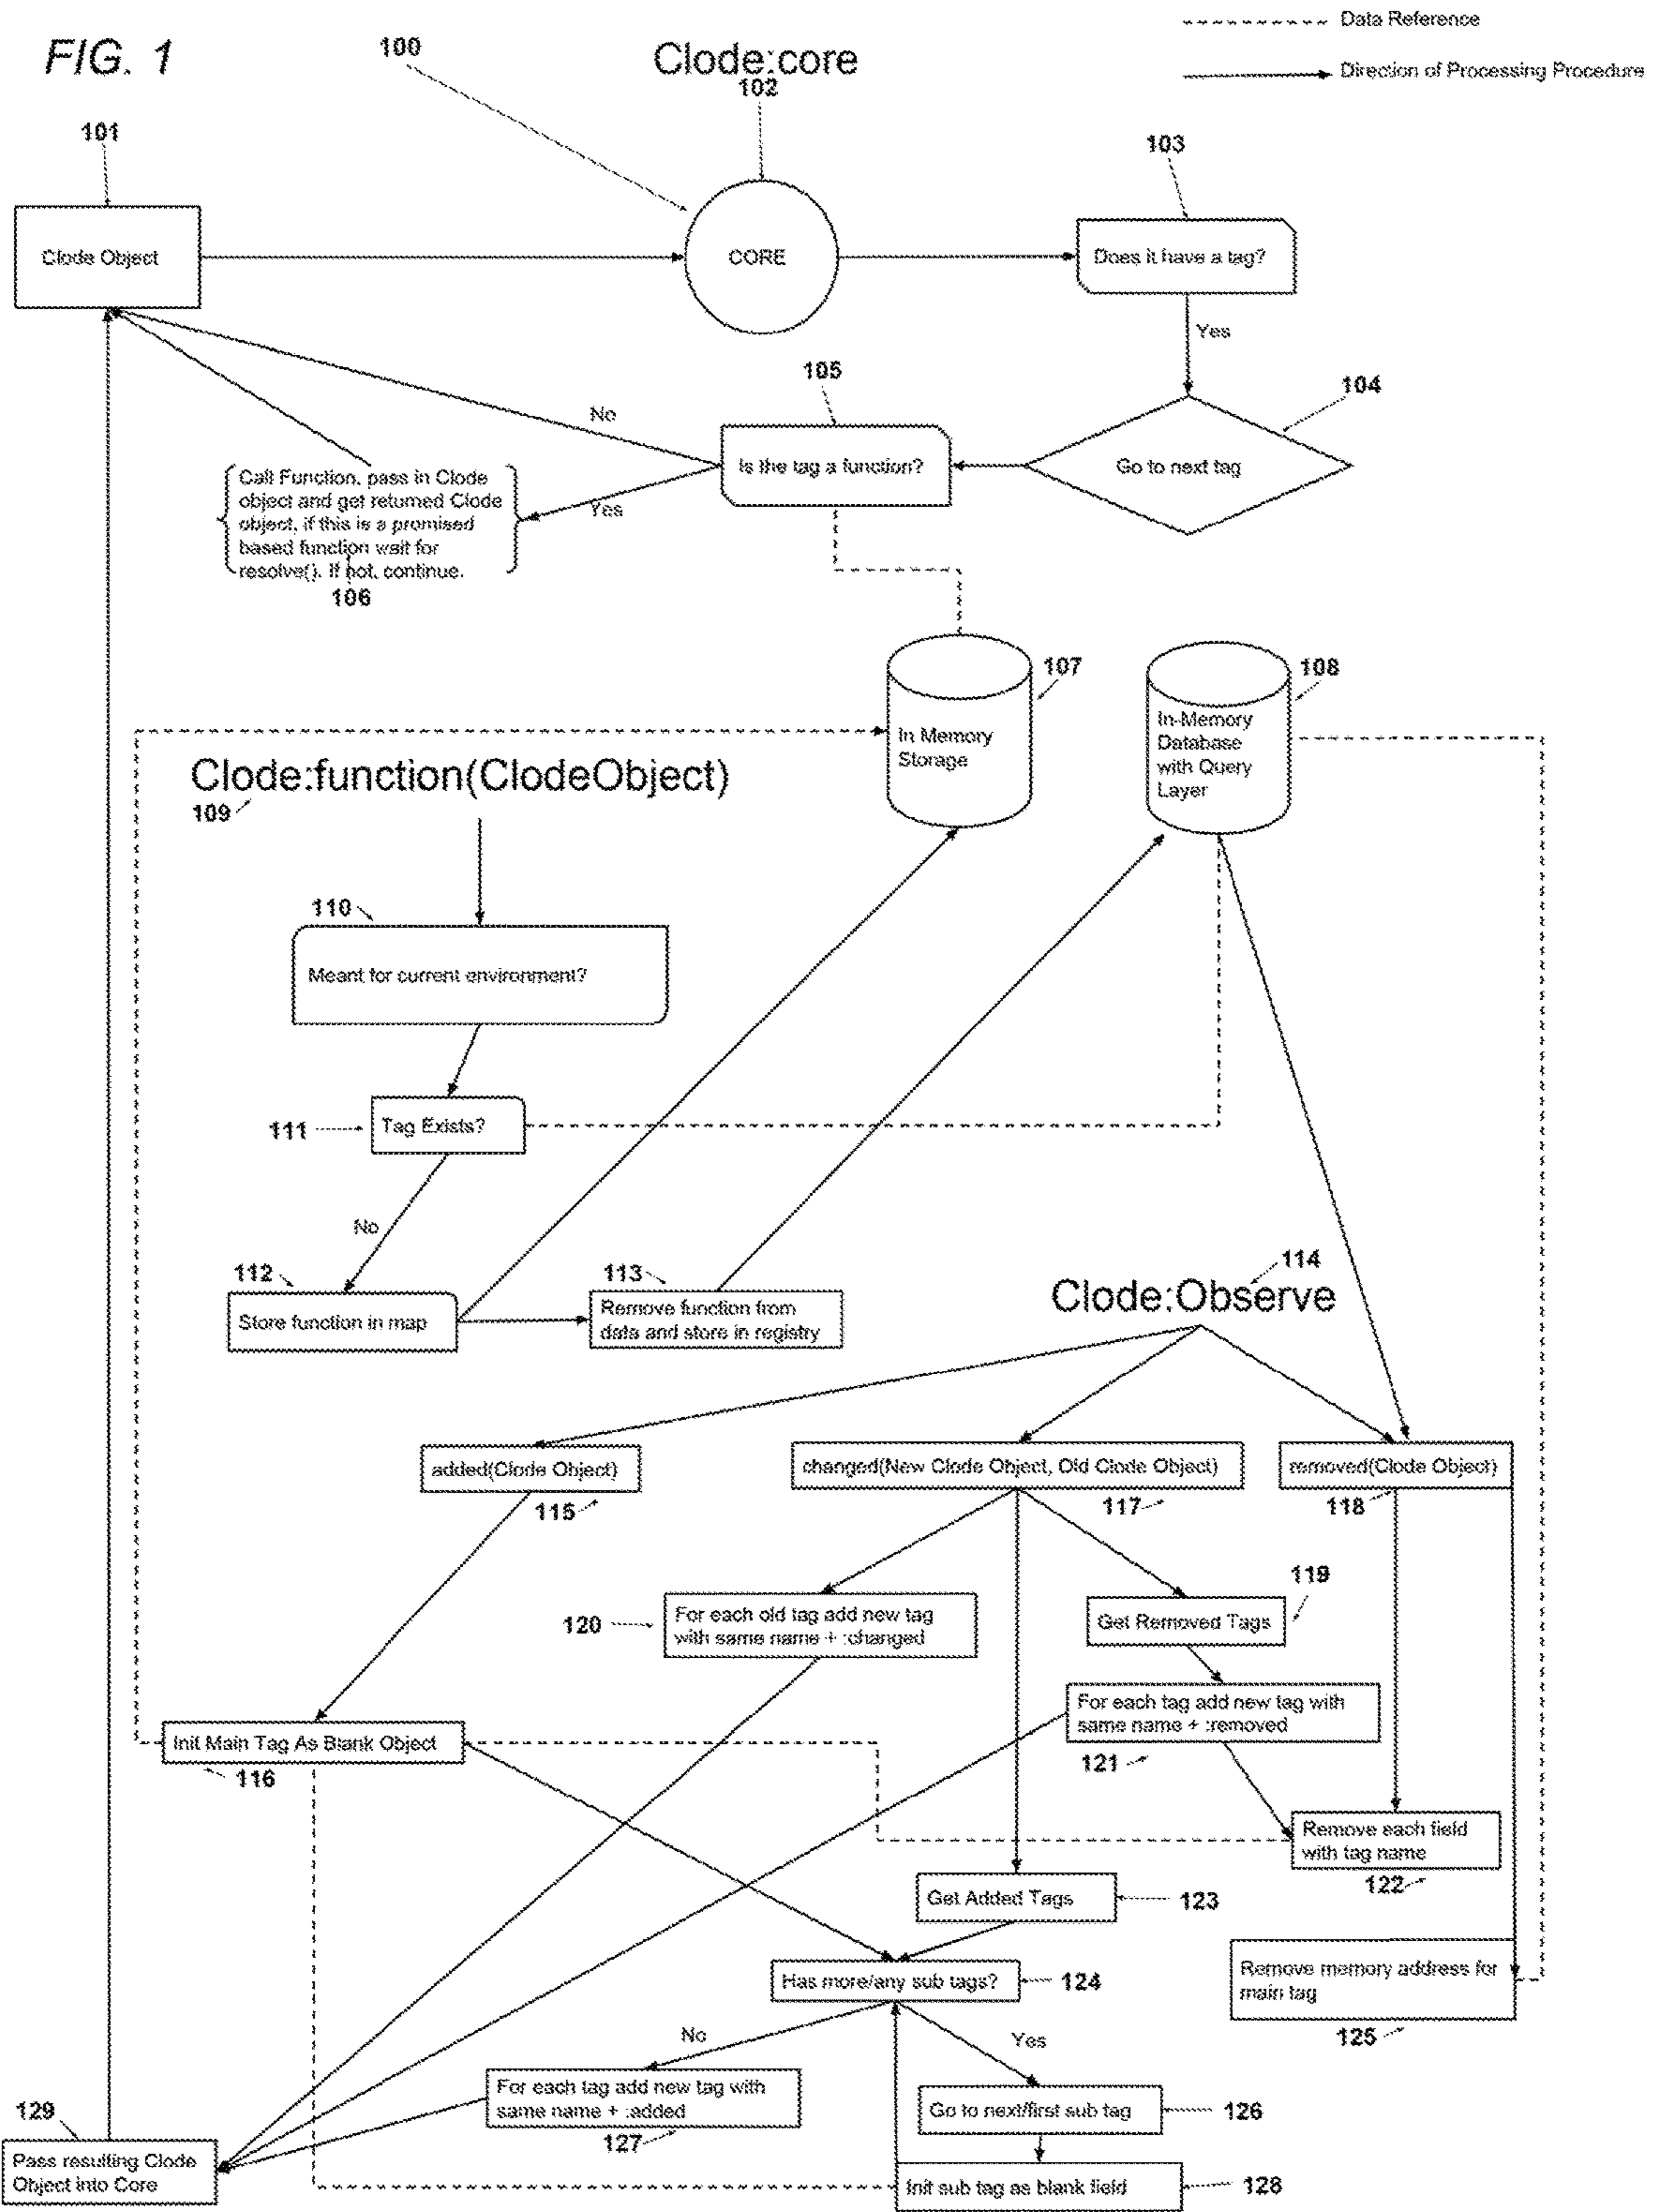 FIG. 1
100
Clode:core
102
Data Reference
Direction of Processing Procedure
101
103
Clode Object
CORE
Does it have a tag?
Yes
105
104
No
Is the tag a function?
Go to next tag
Call Function, pass in Clode
object and get returned Clode
object, if this is a promised
based function wait for
resolve(). If not, continue.
Yes
106
107
108
In Memory
Storage
In-Memory
Database
with Query
Layer
Clode:function(ClodeObject)
109
110
Meant for current environment?
111
Tag Exists?
No
112
113
114
Clode:Observe
Store function in map
Remove function from
data and store in registry
added(Clode Object)
changed(New Clode Object, Old Clode Object)
removed(Clode Object)
115
117
118
119
120
For each old tag add new tag
with same name + :changed
Get Removed Tags
For each tag add new tag with
same name + :removed
Init Main Tag As Blank Object
116
121
Remove each field
with tag name
122
Get Added Tags
123
Has more/any sub tags?
124
Remove memory address for
main tag
125
No
Yes
For each tag add new tag with
same name + :added
127
Go to next/first sub tag
126
129
Pass resulting Clode
Object into Core
Init sub tag as blank field
128